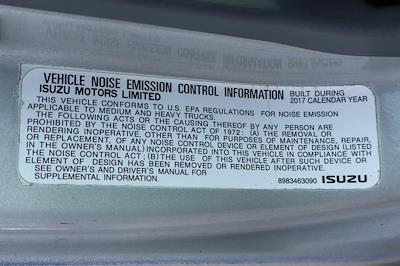 VEHICLE NOISE EMISSION CONTROL INFORMATION
ISUZU MOTORS LIMITED BUILT DURING
2017 CALENDAR YEAR
THIS VEHICLE CONFORMS TO U.S. EPA REGULATIONS FOR NOISE EMISSION
APPLICABLE TO MEDIUM AND HEAVY TRUCKS.
THE FOLLOWING ACTS OR THE CAUSING THEREOF BY ANY PERSON ARE
PROHIBITED BY THE NOISE CONTROL ACT OF 1972: (A) THE REMOVAL OR
RENDERING INOPERATIVE, OTHER THAN FOR PURPOSES OF MAINTENANCE, REPAIR,
OR REPLACEMENT, OF ANY NOISE CONTROL DEVICE OR ELEMENT OF DESIGN (LISTED
IN THE OWNER'S MANUAL) INCORPORATED INTO THIS VEHICLE IN COMPLIANCE WITH
THE NOISE CONTROL ACT; (B) THE USE OF THIS VEHICLE AFTER SUCH DEVICE OR
ELEMENT OF DESIGN HAS BEEN REMOVED OR RENDERED INOPERATIVE.
SEE OWNER'S AND DRIVER'S MANUAL FOR
SUPPLEMENTAL INFORMATION. 8983463090 ISUZU